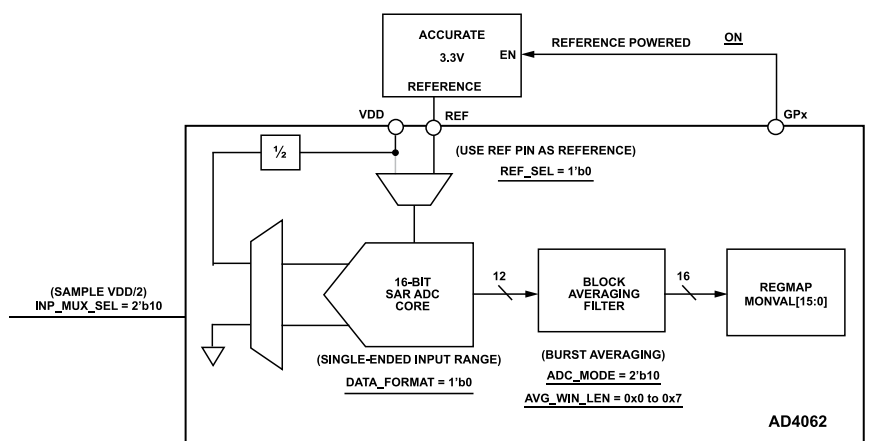 ACCURATE
3.3V
EN
REFERENCE
REFERENCE POWERED ON
VDD
REF
GPx
½
(USE REF PIN AS REFERENCE)
REF_SEL = 1'b0
(SAMPLE VDD/2)
INP_MUX_SEL = 2'b10
16-BIT
SAR ADC
CORE
12
BLOCK
AVERAGING
FILTER
16
REGMAP
MONVAL[15:0]
(SINGLE-ENDED INPUT RANGE)
DATA_FORMAT = 1'b0
(BURST AVERAGING)
ADC_MODE = 2'b10
AVG_WIN_LEN = 0x0 to 0x7
AD4062